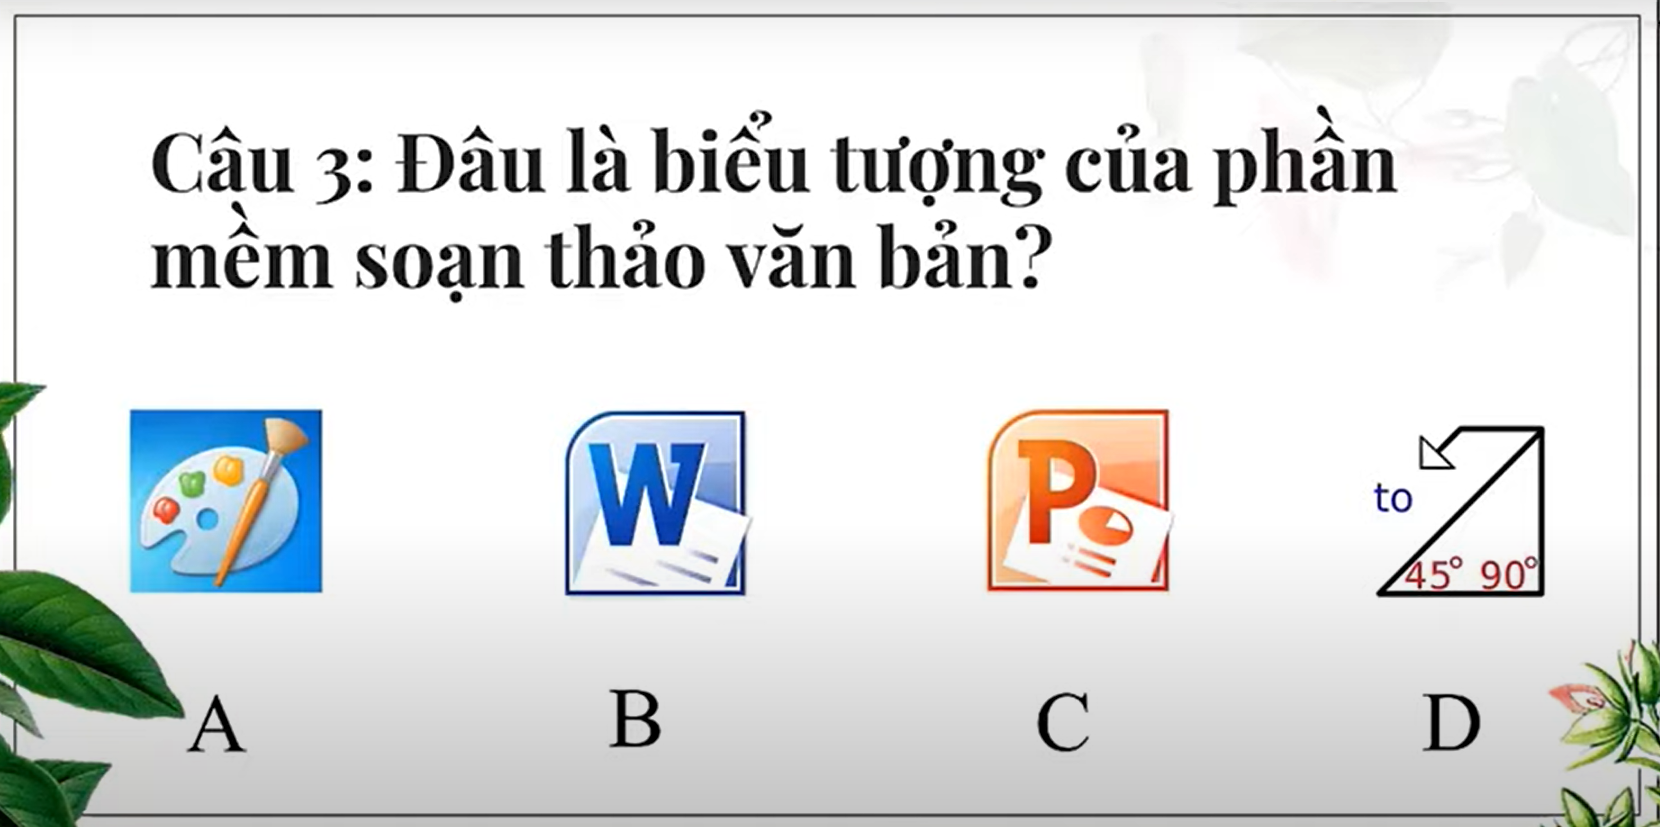 Câu 3: Đâu là biểu tượng của phần
mềm soạn thảo văn bản?
W
P
to
45° 90°
A
B
C
D